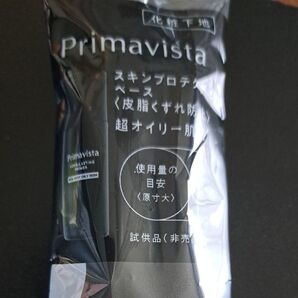 化粧下地
Primavista
スキンプロテク
ベース
〈皮脂くずれ防
超オイリー肌
Primavista
使用量の
目安
〈原寸大〉
試供品(非売